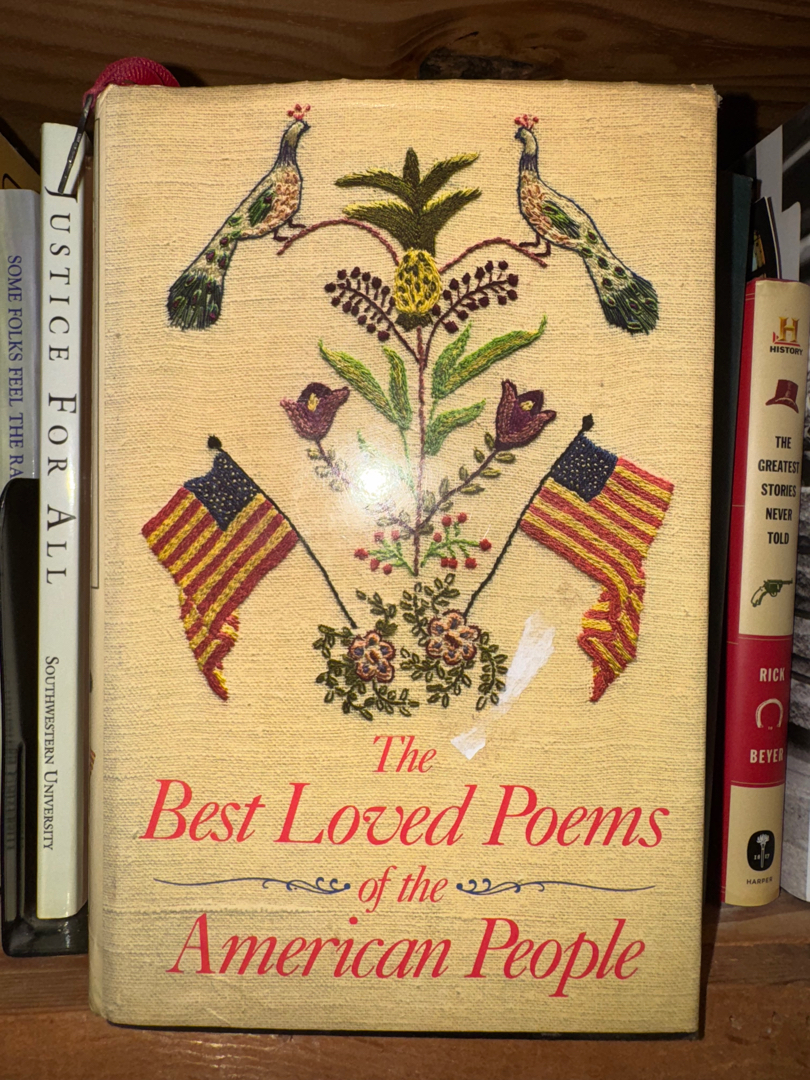 The
Best Loved Poems
of the
American People
SOME FOLKS FEEL THE RA
JUSTICE FOR ALL
SOUTHWESTERN UNIVERSITY
H
HISTORY
THE
GREATEST
STORIES
NEVER
TOLD
RICK
BEYER
1817
HARPER